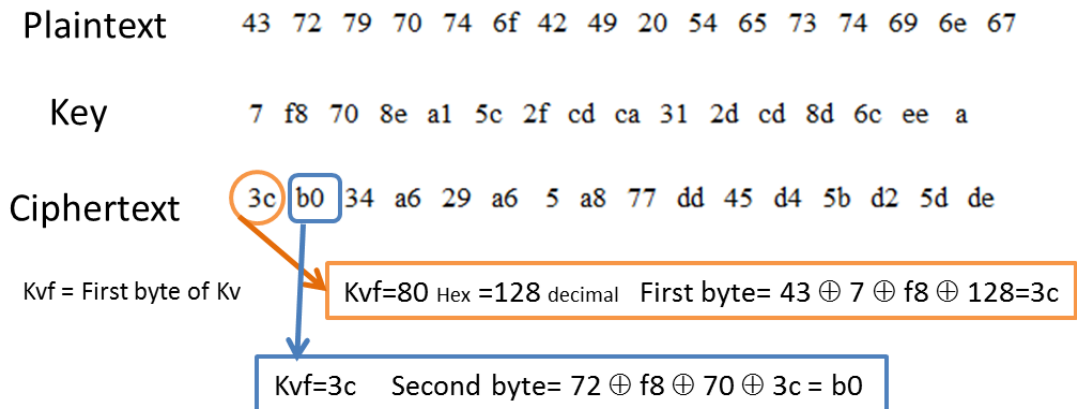 Plaintext 43 72 79 70 74 6f 42 49 20 54 65 73 74 69 6e 67
Key 7 f8 70 8e a1 5c 2f cd ca 31 2d cd 8d 6c ee a
Ciphertext 3c b0 34 a6 29 a6 5 a8 77 dd 45 d4 5b d2 5d de
Kvf = First byte of Kv
Kvf=80 Hex =128 decimal First byte= 43 ⊕ 7 ⊕ f8 ⊕ 128=3c
Kvf=3c Second byte= 72 ⊕ f8 ⊕ 70 ⊕ 3c = b0